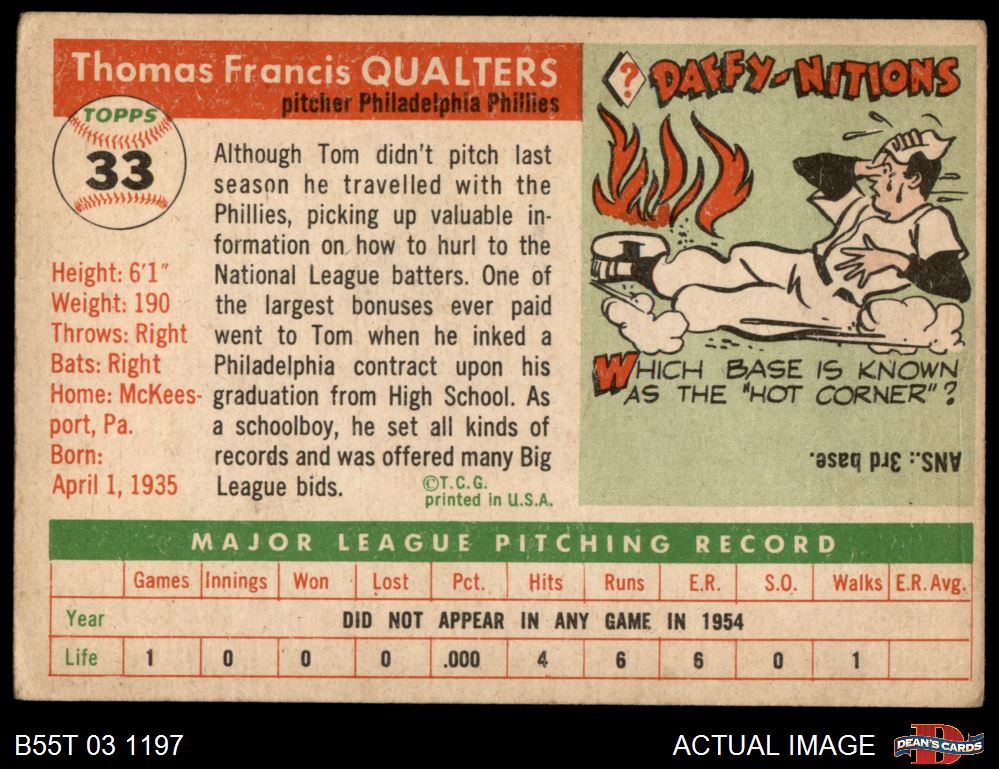 Thomas Francis QUALTERS
pitcher Philadelphia Phillies
TOPPS
33
Height: 6'1"
Weight: 190
Throws: Right
Bats: Right
Home: McKees-
port, Pa.
Born:
April 1, 1935
Although Tom didn't pitch last
season he travelled with the
Phillies, picking up valuable in-
formation on how to hurl to the
National League batters. One of
the largest bonuses ever paid
went to Tom when he inked a
Philadelphia contract upon his
graduation from High School. As
a schoolboy, he set all kinds of
records and was offered many Big
League bids.
©T.C.G.
printed in U.S.A.
? DAFFY-NITIONS
WHICH BASE IS KNOWN
AS THE "HOT CORNER"?
ANS.: 3rd base.
MAJOR LEAGUE PITCHING RECORD
Games Innings Won Lost Pct. Hits Runs E.R. S.O. Walks E.R. Avg.
Year DID NOT APPEAR IN ANY GAME IN 1954
Life 1 0 0 0 .000 4 6 6 0 1
B55T 03 1197
ACTUAL IMAGE
D
DEAN'S CARDS